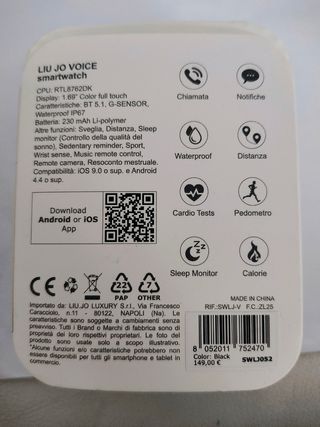 LIU JO VOICE
smartwatch
CPU: RTL8762DK
Display: 1.69" Color full touch
Caratteristiche: BT 5.1, G-SENSOR,
Waterproof IP67
Batteria: 230 mAh Li-polymer
Altre funzioni: Sveglia, Distanza, Sleep
monitor (Controllo della qualità del
sonno), Sedentary reminder, Sport,
Wrist sense, Music remote control,
Remote camera, Resoconto mestruale.
Compatibilità: iOS 9.0 o sup. e Android
4.4 o sup.
Chiamata
Notifiche
Waterproof
Distanza
Cardio Tests
Pedometro
Sleep Monitor
Calorie
Download
Android or iOS
App
CE
22
PAP
7
OTHER
MADE IN CHINA
RIF.:SWLJ-V F.C.:ZL25
Importato da: LIU.JO LUXURY S.r.l., Via Francesco
Caracciolo, n.11 - 80122, NAPOLI (Na). Le
caratteristiche sono soggette a cambiamenti senza
preavviso. Tutti i Brand o Marchi di fabbrica sono di
proprietà dei loro rispettivi proprietari. Le foto del
prodotto sono usate solo a scopo illustrativo.
*Alcune funzioni e/o caratteristiche potrebbero non
essere disponibili per tutti gli smartphone e tablet in
commercio.
8 052011 752470
Color: Black
149,00 €
SWLJ052